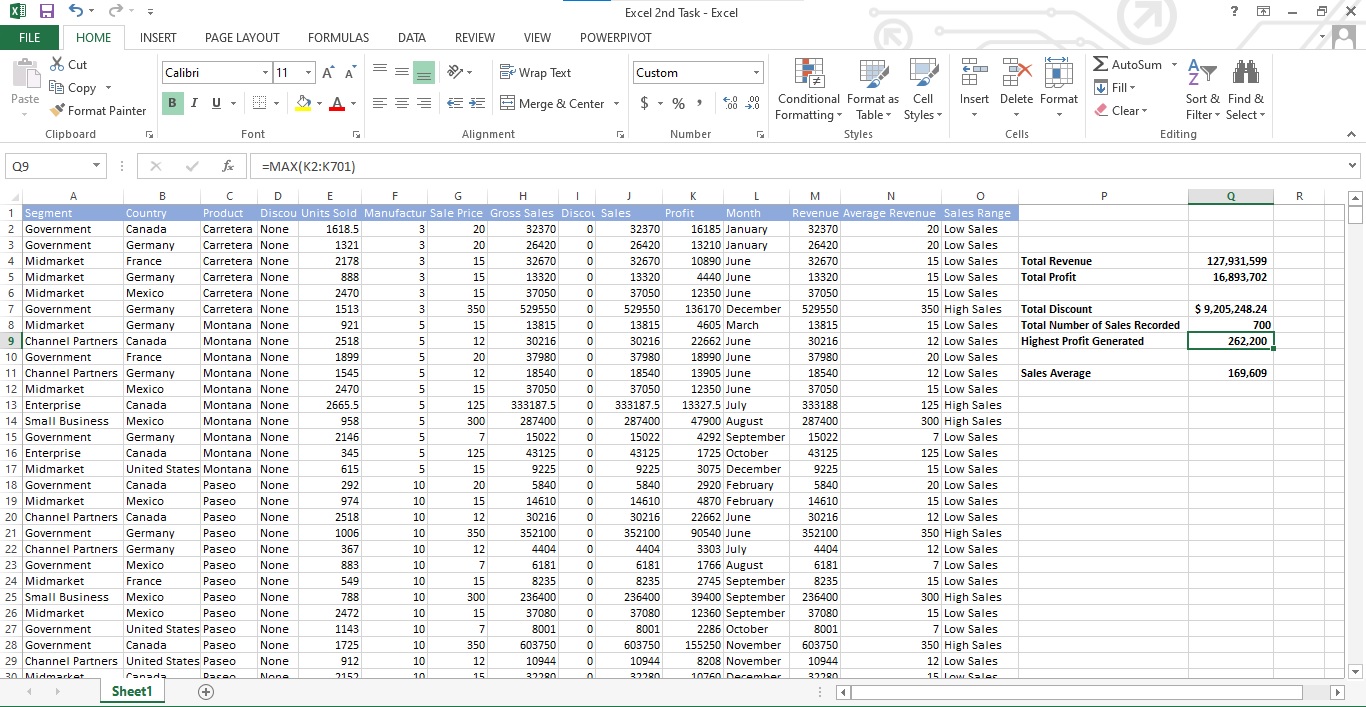 Excel 2nd Task - Excel
FILE HOME INSERT PAGE LAYOUT FORMULAS DATA REVIEW VIEW POWERPIVOT
Paste Cut Copy Format Painter Clipboard
Calibri 11 B I U Font
Wrap Text Merge & Center Alignment
Custom $ % Number
Conditional Formatting Format as Table Cell Styles Styles
Insert Delete Format Cells
AutoSum Fill Clear Sort & Filter Find & Select Editing
Q9 fx =MAX(K2:K701)
A B C D E F G H I J K L M N O P Q R
1 Segment Country Product Discou Units Sold Manufactur Sale Price Gross Sales Discou Sales Profit Month Revenue Average Revenue Sales Range
2 Government Canada Carretera None 1618.5 3 20 32370 0 32370 16185 January 32370 20 Low Sales
3 Government Germany Carretera None 1321 3 20 26420 0 26420 13210 January 26420 20 Low Sales
4 Midmarket France Carretera None 2178 3 15 32670 0 32670 10890 June 32670 15 Low Sales Total Revenue 127,931,599
5 Midmarket Germany Carretera None 888 3 15 13320 0 13320 4440 June 13320 15 Low Sales Total Profit 16,893,702
6 Midmarket Mexico Carretera None 2470 3 15 37050 0 37050 12350 June 37050 15 Low Sales
7 Government Germany Carretera None 1513 3 350 529550 0 529550 136170 December 529550 350 High Sales Total Discount $ 9,205,248.24
8 Midmarket Germany Montana None 921 5 15 13815 0 13815 4605 March 13815 15 Low Sales Total Number of Sales Recorded 700
9 Channel Partners Canada Montana None 2518 5 12 30216 0 30216 22662 June 30216 12 Low Sales Highest Profit Generated 262,200
10 Government France Montana None 1899 5 20 37980 0 37980 18990 June 37980 20 Low Sales
11 Channel Partners Germany Montana None 1545 5 12 18540 0 18540 13905 June 18540 12 Low Sales Sales Average 169,609
12 Midmarket Mexico Montana None 2470 5 15 37050 0 37050 12350 June 37050 15 Low Sales
13 Enterprise Canada Montana None 2665.5 5 125 333187.5 0 333187.5 13327.5 July 333188 125 High Sales
14 Small Business Mexico Montana None 958 5 300 287400 0 287400 47900 August 287400 300 High Sales
15 Government Germany Montana None 2146 5 7 15022 0 15022 4292 September 15022 7 Low Sales
16 Enterprise Canada Montana None 345 5 125 43125 0 43125 1725 October 43125 125 Low Sales
17 Midmarket United States Montana None 615 5 15 9225 0 9225 3075 December 9225 15 Low Sales
18 Government Canada Paseo None 292 10 20 5840 0 5840 2920 February 5840 20 Low Sales
19 Midmarket Mexico Paseo None 974 10 15 14610 0 14610 4870 February 14610 15 Low Sales
20 Channel Partners Canada Paseo None 2518 10 12 30216 0 30216 22662 June 30216 12 Low Sales
21 Government Germany Paseo None 1006 10 350 352100 0 352100 90540 June 352100 350 High Sales
22 Channel Partners Germany Paseo None 367 10 12 4404 0 4404 3303 July 4404 12 Low Sales
23 Government Mexico Paseo None 883 10 7 6181 0 6181 1766 August 6181 7 Low Sales
24 Midmarket France Paseo None 549 10 15 8235 0 8235 2745 September 8235 15 Low Sales
25 Small Business Mexico Paseo None 788 10 300 236400 0 236400 39400 September 236400 300 High Sales
26 Midmarket Mexico Paseo None 2472 10 15 37080 0 37080 12360 September 37080 15 Low Sales
27 Government United States Paseo None 1143 10 7 8001 0 8001 2286 October 8001 7 Low Sales
28 Government Canada Paseo None 1725 10 350 603750 0 603750 155250 November 603750 350 High Sales
29 Channel Partners United States Paseo None 912 10 12 10944 0 10944 8208 November 10944 12 Low Sales
30 Midmarket Canada Paseo None 2152 10 15 32280 0 32280 10760 December 32280 15 Low Sales
Sheet1